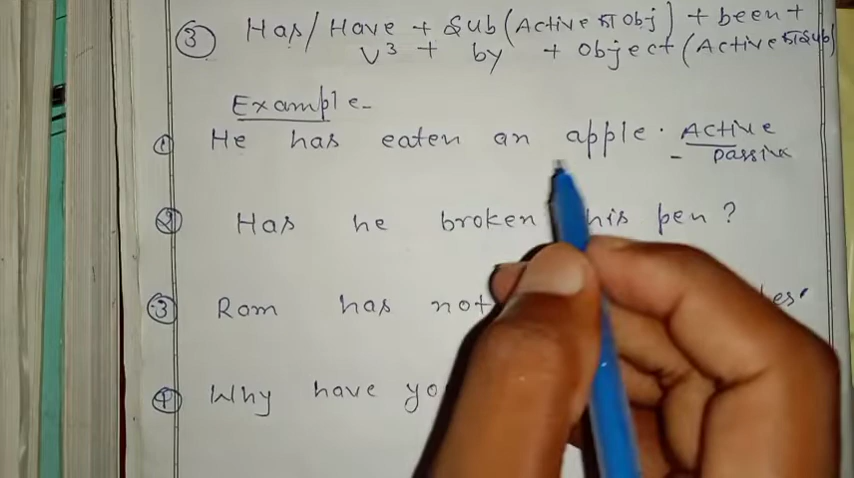 ③ Has/Have + Sub(Active का Obj) + been +
V³ + by + object (Active का Sub)
Example-
① He has eaten an apple. Active
- Passive
② Has he broken his pen?
③ Rom has not
④ Why have yo